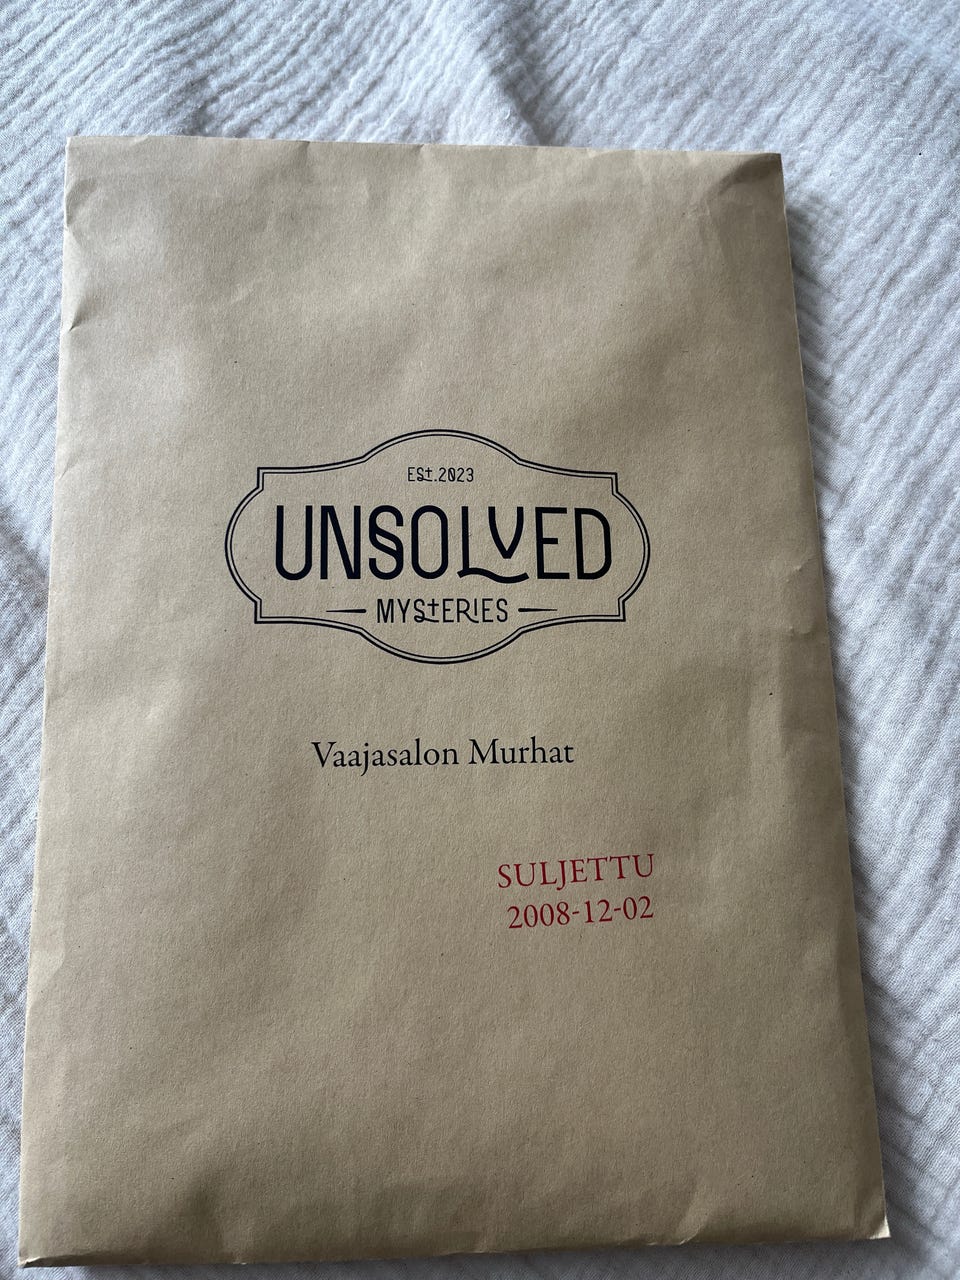 EST.2023
UNSOLVED
MYSTERIES
Vaajasalon Murhat
SULJETTU
2008-12-02